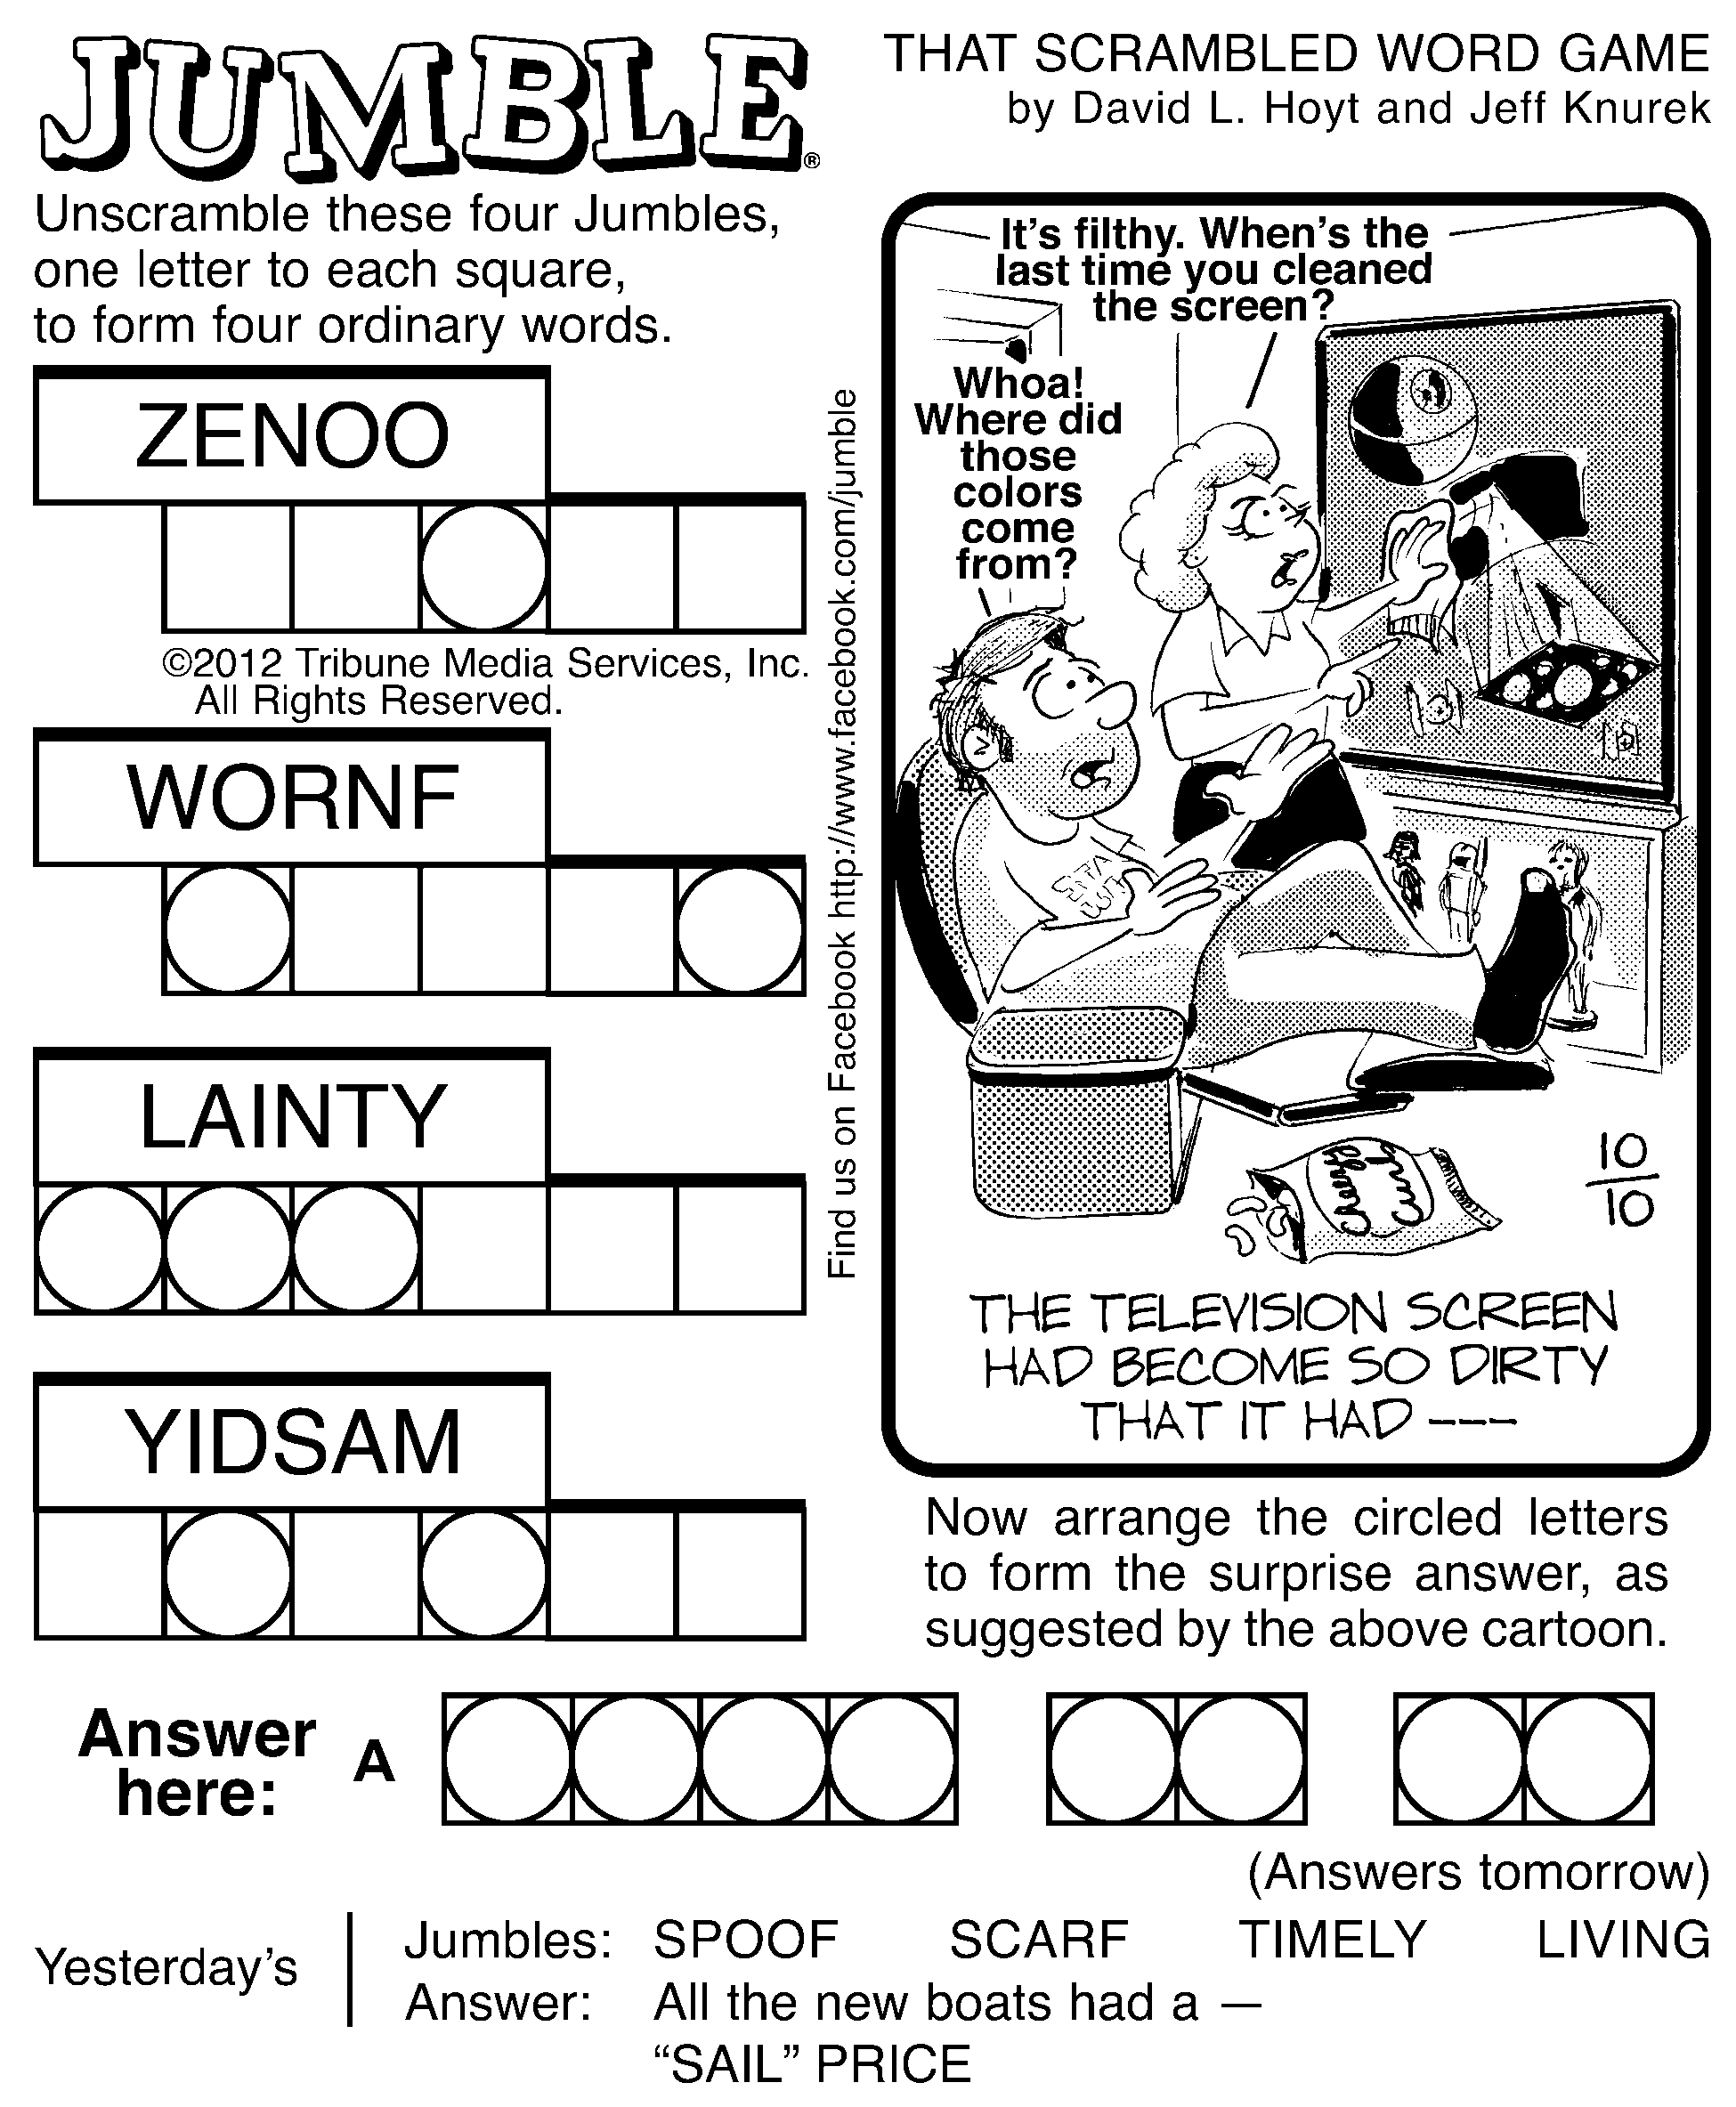 JUMBLE®
THAT SCRAMBLED WORD GAME
by David L. Hoyt and Jeff Knurek
Unscramble these four Jumbles,
one letter to each square,
to form four ordinary words.
ZENOO
©2012 Tribune Media Services, Inc.
All Rights Reserved.
WORNF
LAINTY
YIDSAM
Find us on Facebook http://www.facebook.com/jumble
It's filthy. When's the
last time you cleaned
the screen?
Whoa!
Where did
those
colors
come
from?
10
10
THE TELEVISION SCREEN
HAD BECOME SO DIRTY
THAT IT HAD ---
Now arrange the circled letters
to form the surprise answer, as
suggested by the above cartoon.
Answer
here:
A
(Answers tomorrow)
Yesterday's
Jumbles: SPOOF SCARF TIMELY LIVING
Answer: All the new boats had a —
“SAIL” PRICE